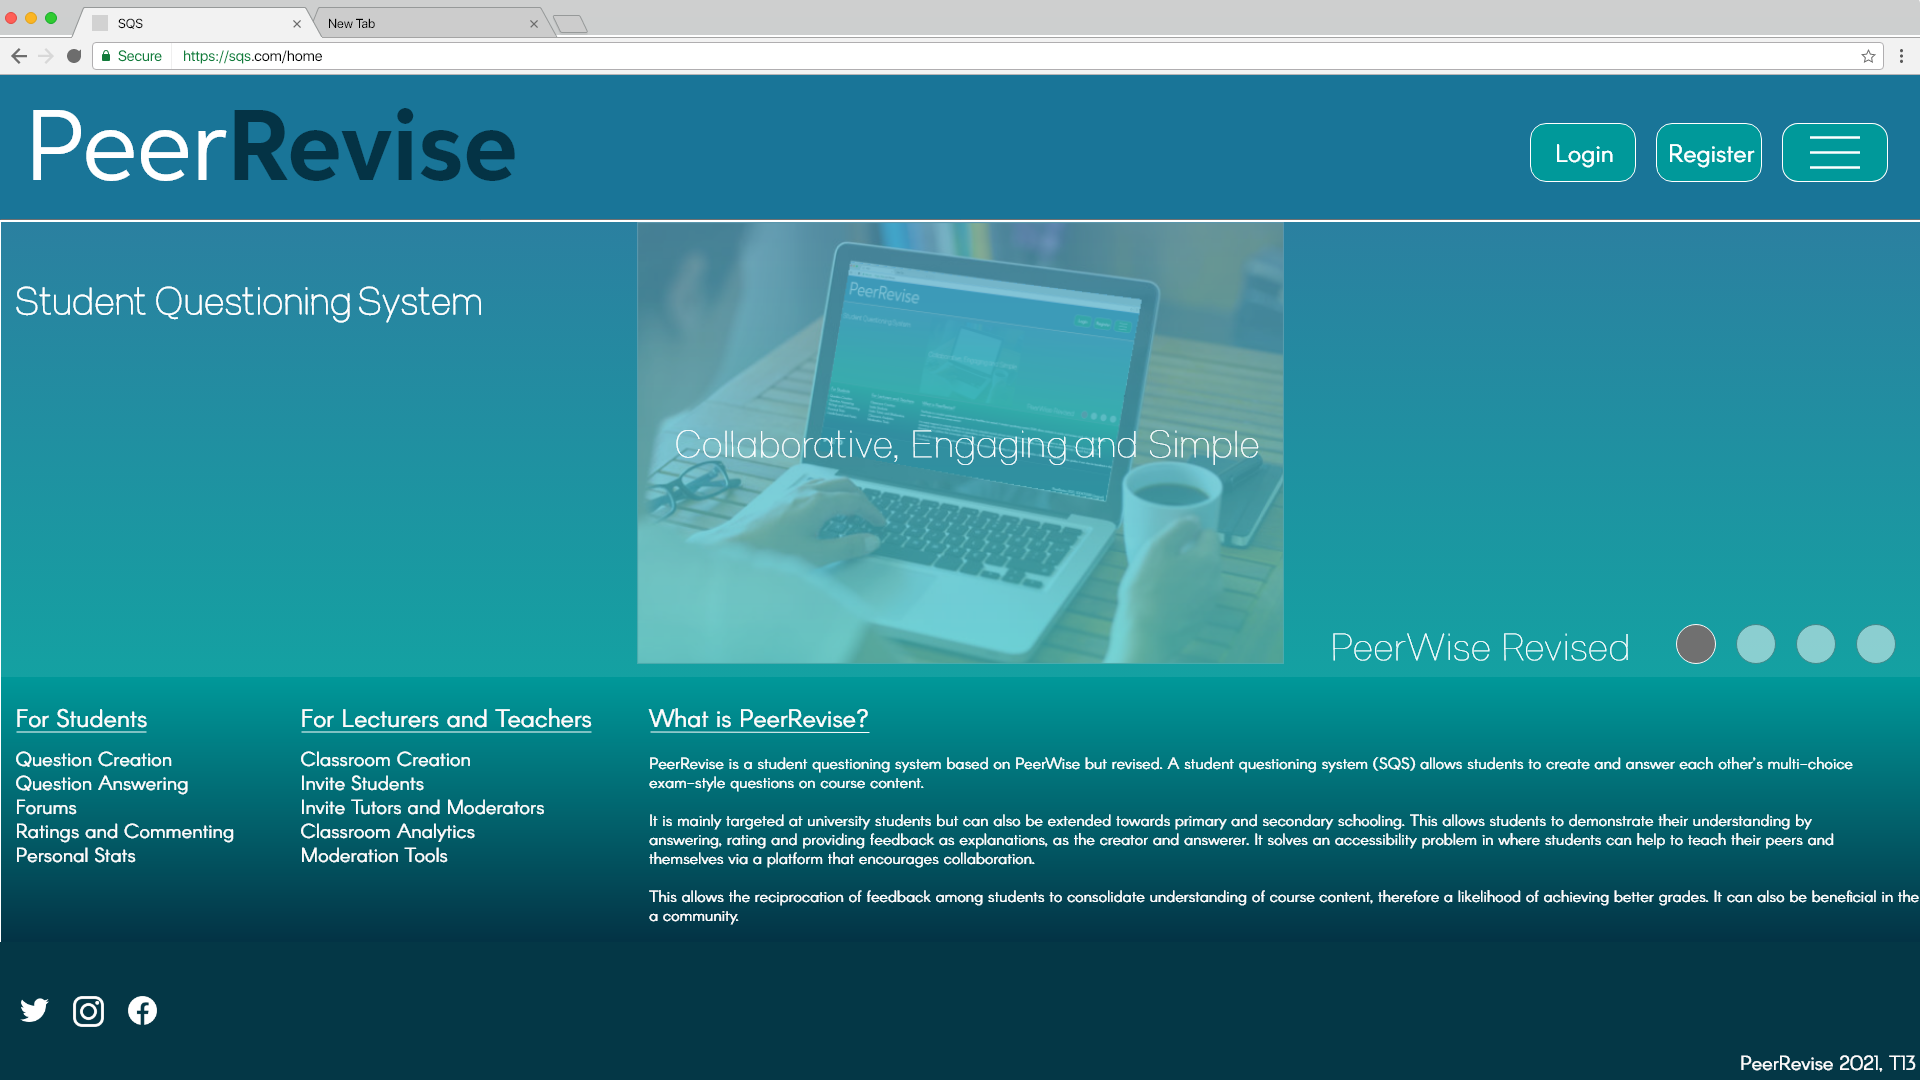 SQS
New Tab
Secure
https://sqs.com/home
PeerRevise
Login
Register
Student Questioning System
PeerRevise
Collaborative, Engaging and Simple
PeerWise Revised
For Students
Question Creation
Question Answering
Forums
Ratings and Commenting
Personal Stats
For Lecturers and Teachers
Classroom Creation
Invite Students
Invite Tutors and Moderators
Classroom Analytics
Moderation Tools
What is PeerRevise?
PeerRevise is a student questioning system based on PeerWise but revised. A student questioning system (SQS) allows students to create and answer each other's multi-choice
exam-style questions on course content.
It is mainly targeted at university students but can also be extended towards primary and secondary schooling. This allows students to demonstrate their understanding by
answering, rating and providing feedback as explanations, as the creator and answerer. It solves an accessibility problem in where students can help to teach their peers and
themselves via a platform that encourages collaboration.
This allows the reciprocation of feedback among students to consolidate understanding of course content, therefore a likelihood of achieving better grades. It can also be beneficial in the
a community.
PeerRevise 2021, T13